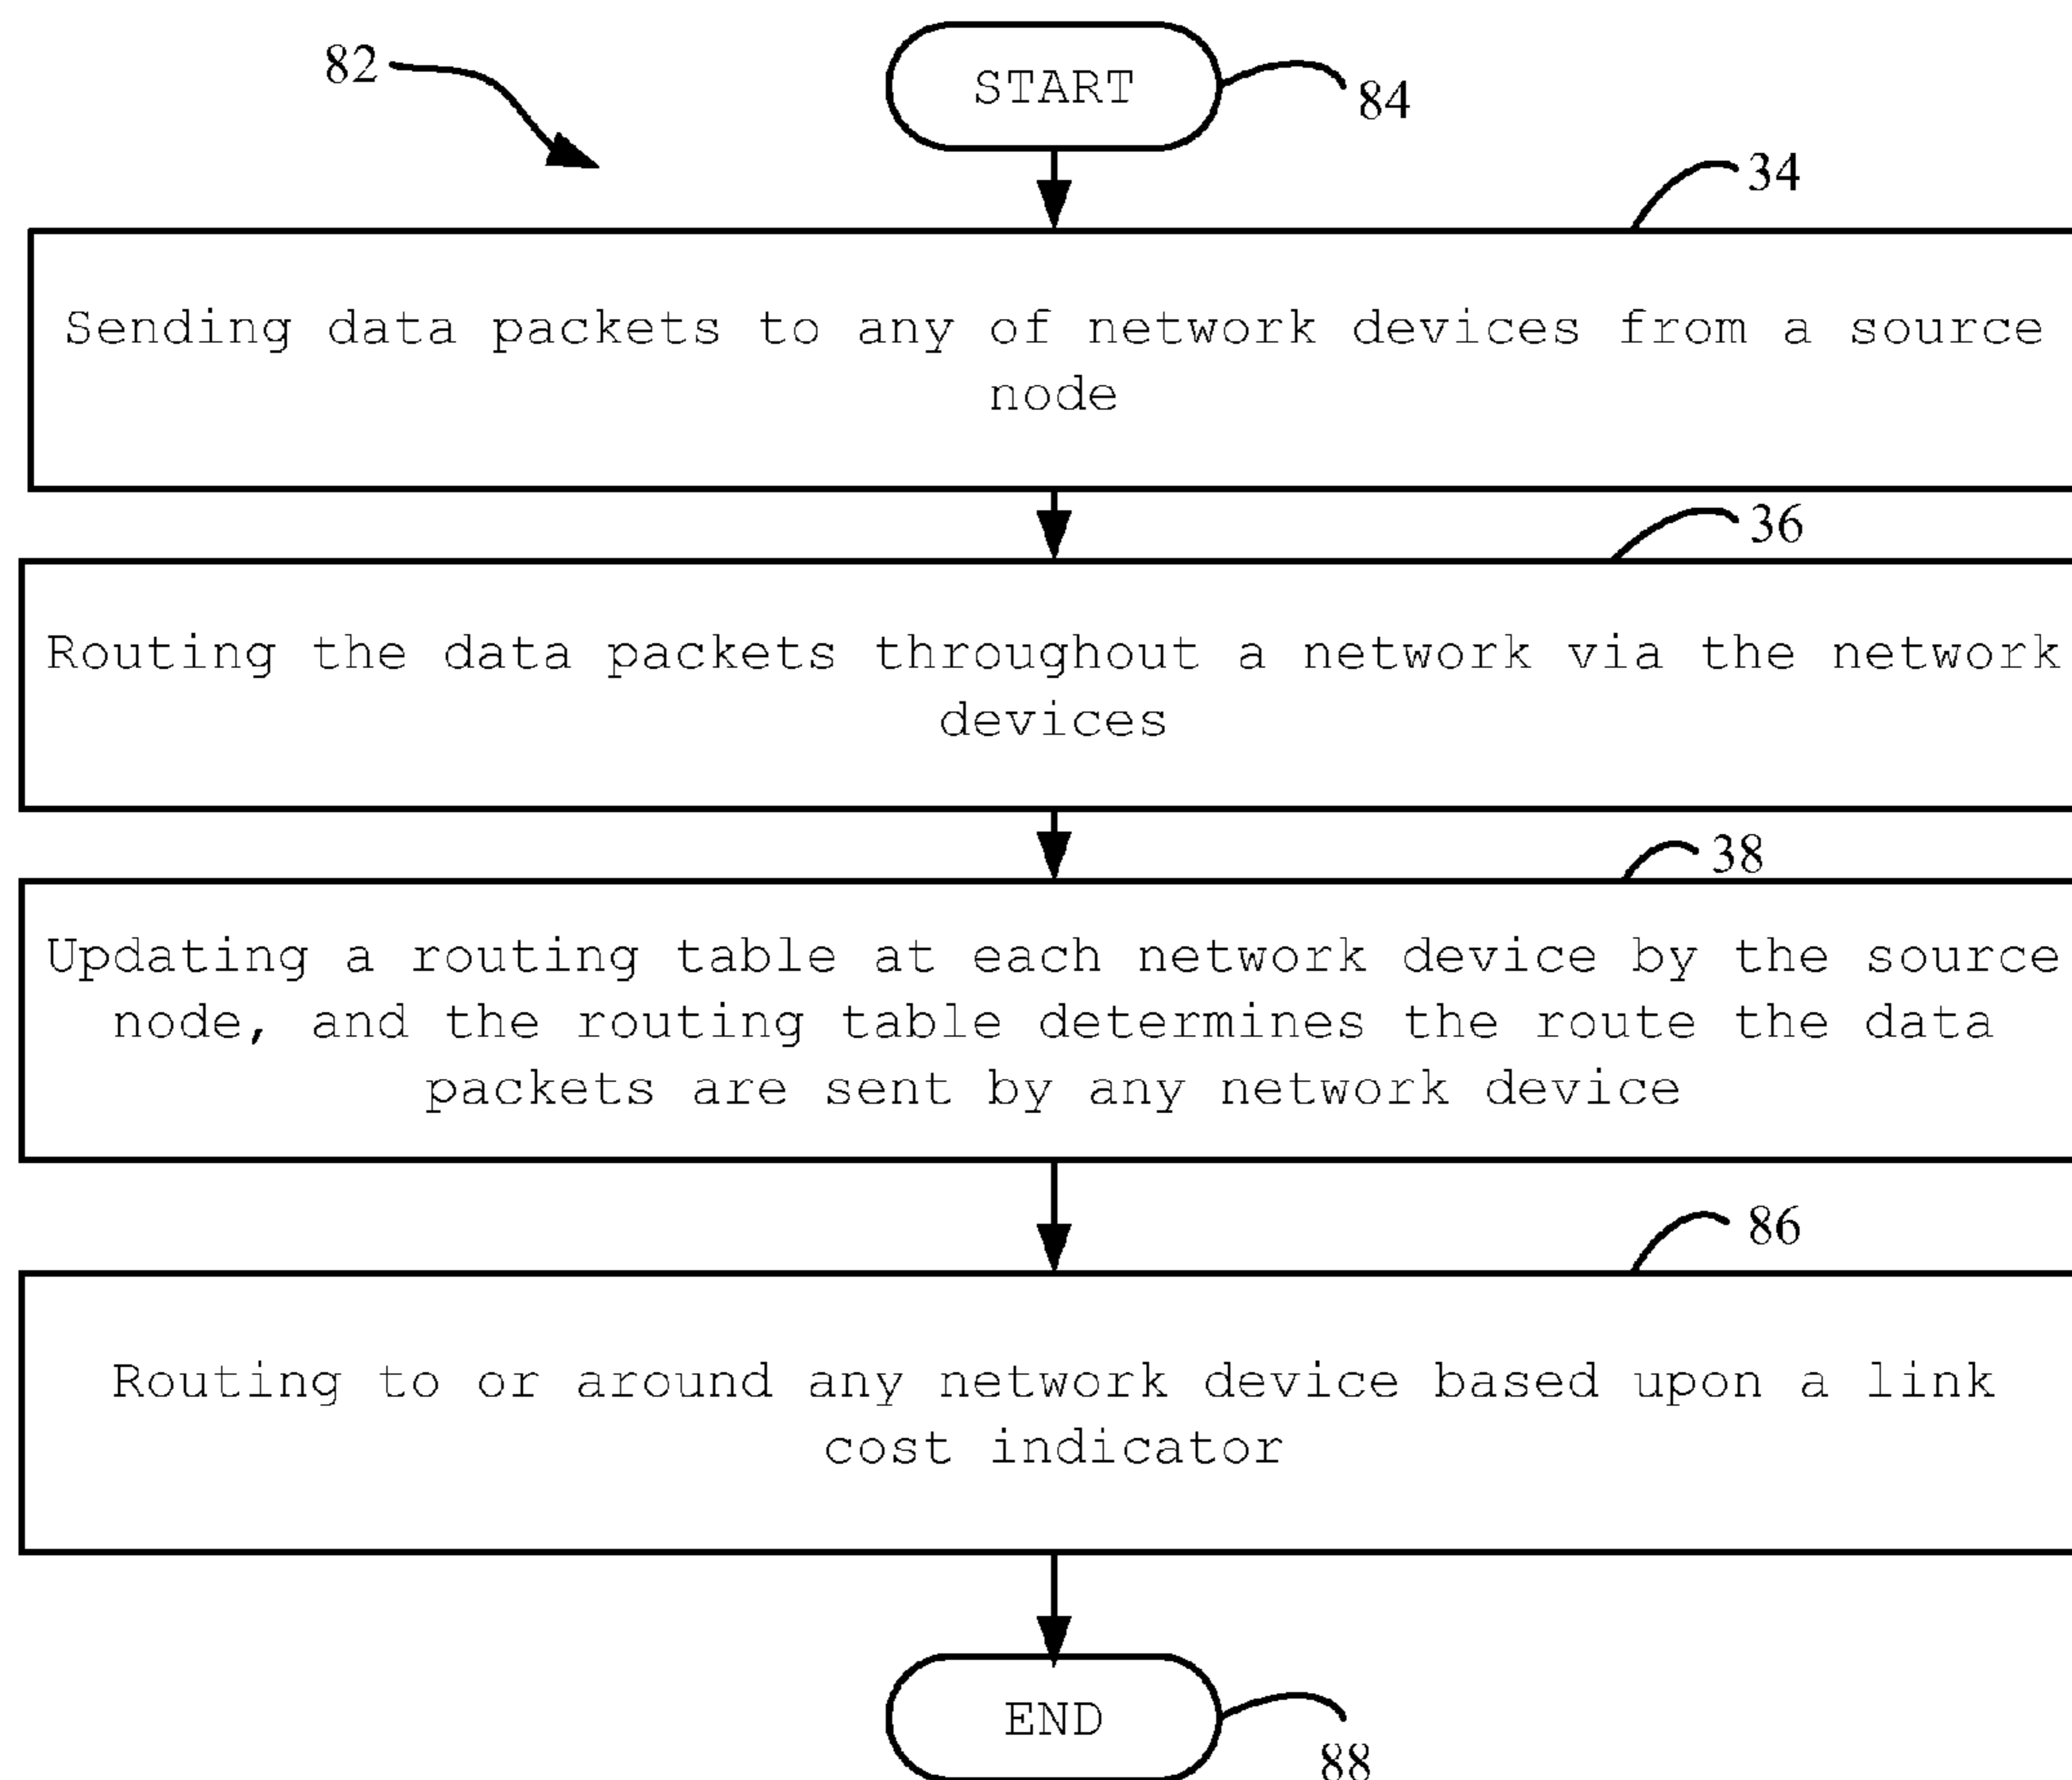 82
START
84
34
Sending data packets to any of network devices from a source
node
36
Routing the data packets throughout a network via the network
devices
38
Updating a routing table at each network device by the source
node, and the routing table determines the route the data
packets are sent by any network device
86
Routing to or around any network device based upon a link
cost indicator
END
88